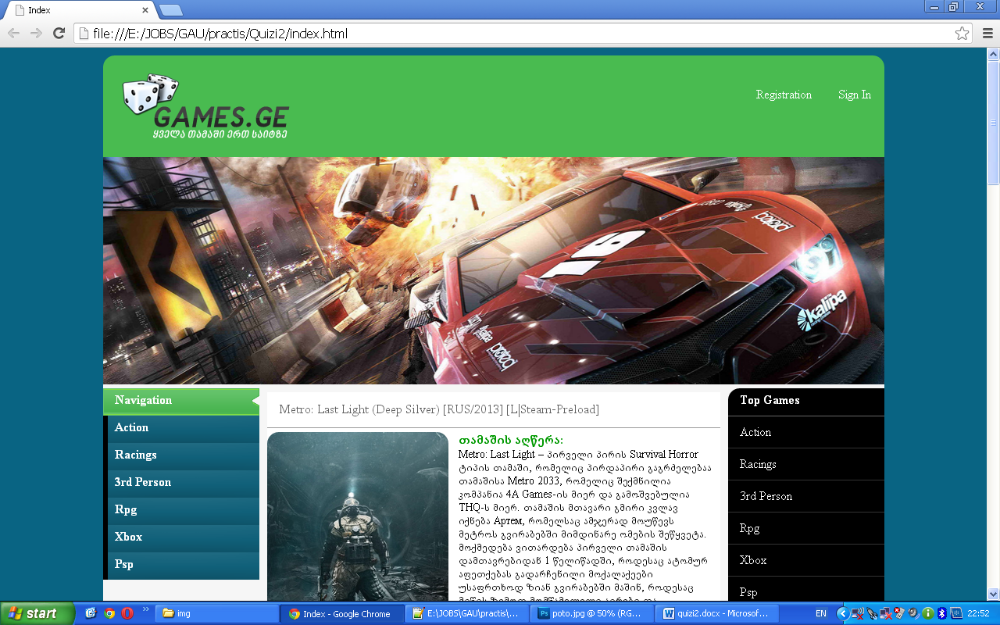 Index
file:///E:/JOBS/GAU/practis/Quizi2/index.html
GAMES.GE
ყველა თამაში ერთ საიტზე
Registration
Sign In
16
kalipa
Navigation
Action
Racings
3rd Person
Rpg
Xbox
Psp
Metro: Last Light (Deep Silver) [RUS/2013] [L|Steam-Preload]
თამაშის აღწერა:
Metro: Last Light – პირველი პირის Survival Horror
ტიპის თამაში, რომელიც პირდაპირი გაგრძელებაა
თამაშისა Metro 2033, რომელიც შექმნილია
კომპანია 4A Games-ის მიერ და გამოშვებულია
THQ-ს მიერ. თამაშის მთავარი გმირი კვლავ
იქნება Артем, რომელსაც ამჯერად მოუწევს
მეტროს გვირაბებში მიმდინარე ომების შეწყვეტა.
მოქმედება ვითარდება პირველი თამაშის
დამთავრებიდან 1 წელიწადში, როდესაც ატომურ
აფეთქებას გადარჩენილი მოქალაქეები
უსაფრთხოდ ზიან გვირაბებში მაშინ, როდესაც
Top Games
Action
Racings
3rd Person
Rpg
Xbox
Psp
start
img
Index - Google Chrome
E:\JOBS\GAU\practis\...
poto.jpg @ 50% (RG...
quizi2.docx - Microsof...
EN
22:52